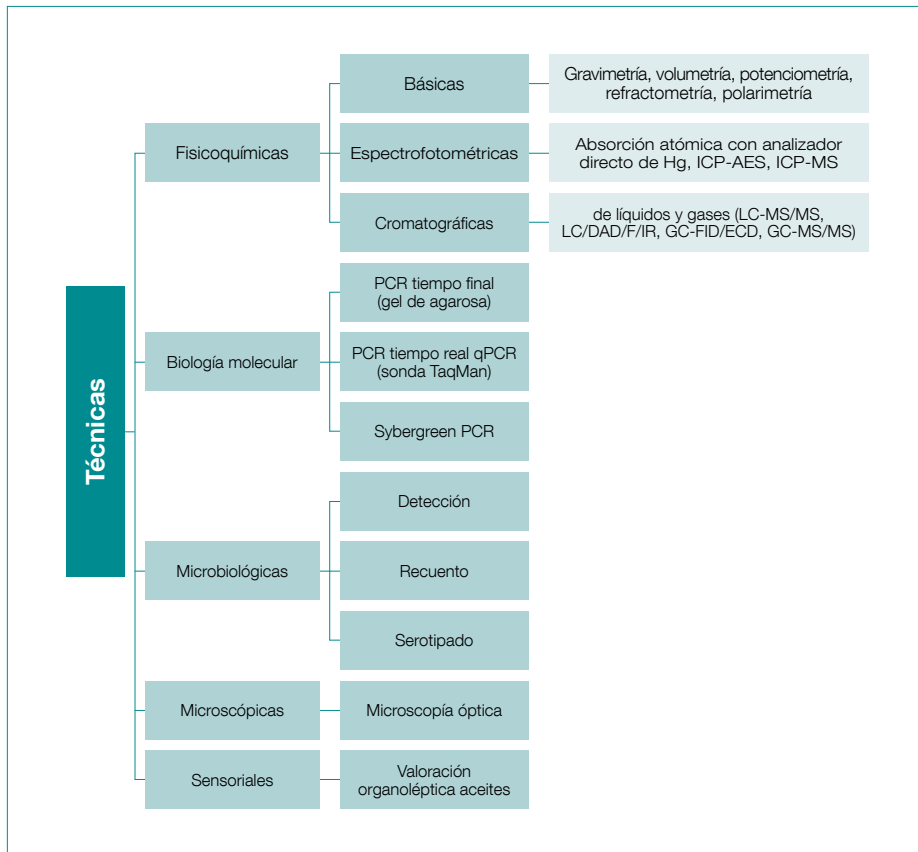 Técnicas
Fisicoquímicas
Básicas
Gravimetría, volumetría, potenciometría,
refractometría, polarimetría
Espectrofotométricas
Absorción atómica con analizador
directo de Hg, ICP-AES, ICP-MS
Cromatográficas
de líquidos y gases (LC-MS/MS,
LC/DAD/F/IR, GC-FID/ECD, GC-MS/MS)
Biología molecular
PCR tiempo final
(gel de agarosa)
PCR tiempo real qPCR
(sonda TaqMan)
Sybergreen PCR
Microbiológicas
Detección
Recuento
Serotipado
Microscópicas
Microscopía óptica
Sensoriales
Valoración
organoléptica aceites